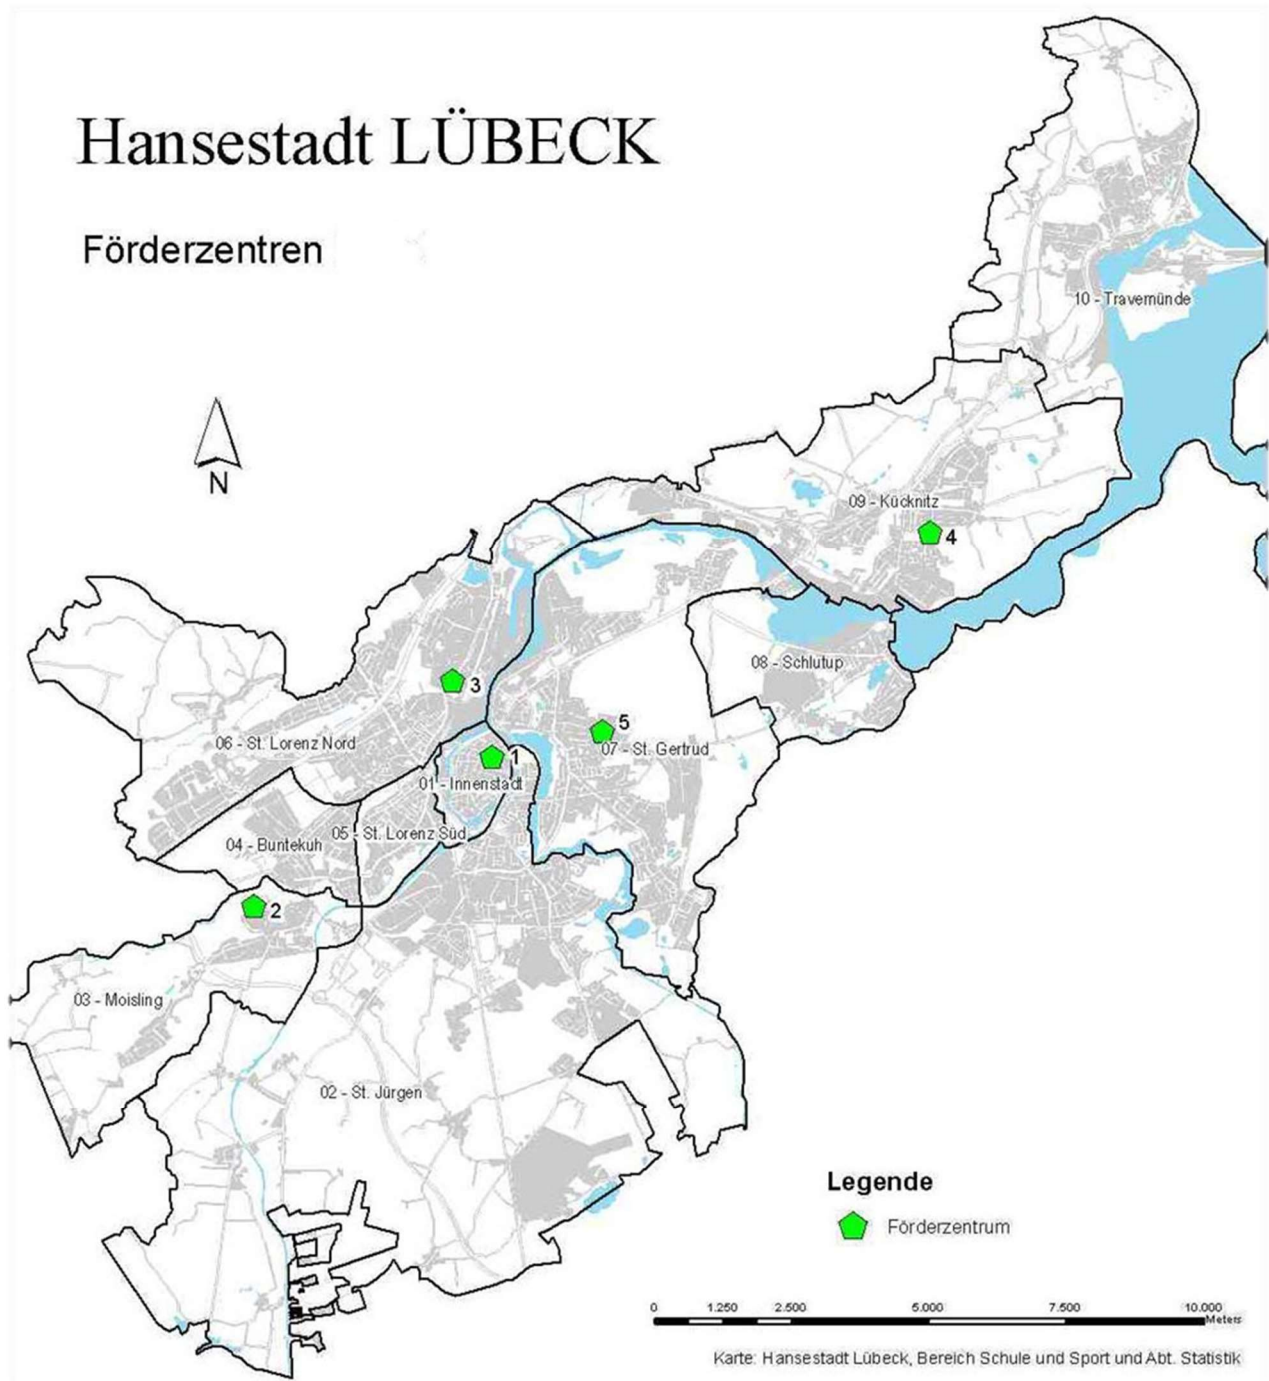 Hansestadt LÜBECK
Förderzentren
10 - Travemünde
N
09 - Kücknitz
4
08 - Schlutup
3
5
06 - St. Lorenz Nord
07 - St. Gertrud
1
01 - Innenstadt
05 - St. Lorenz Süd
04 - Buntekuh
2
03 - Moisling
02 - St. Jürgen
Legende
Förderzentrum
0 1.250 2.500 5.000 7.500 10.000
Meters
Karte: Hansestadt Lübeck, Bereich Schule und Sport und Abt. Statistik